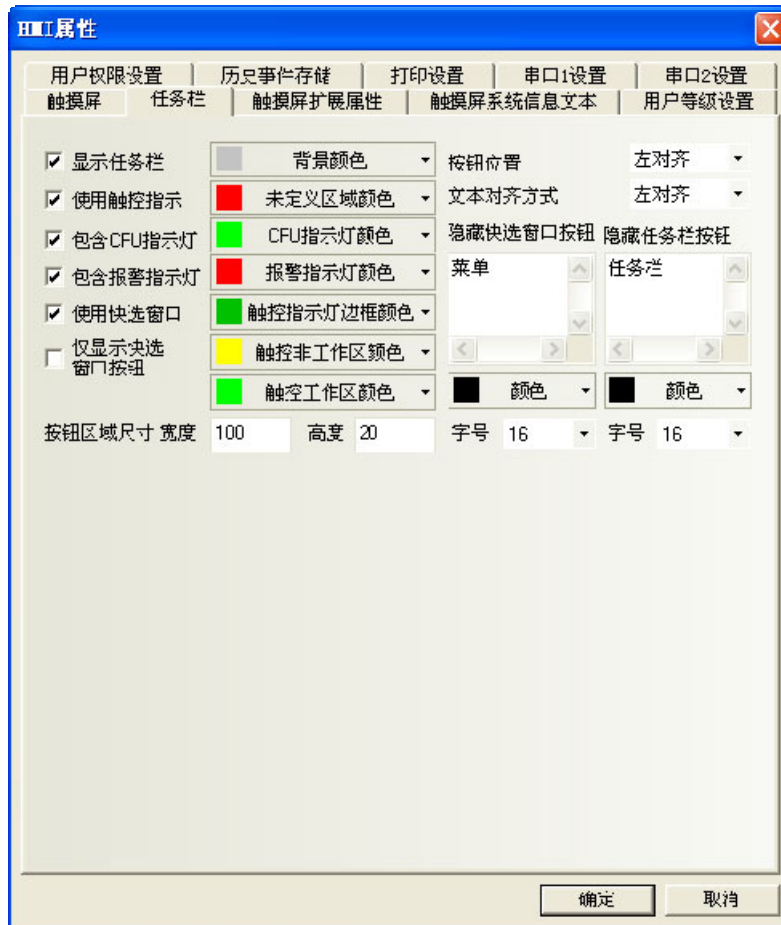 HMI属性
用户权限设置 历史事件存储 打印设置 串口1设置 串口2设置
触摸屏 任务栏 触摸屏扩展属性 触摸屏系统信息文本 用户等级设置
显示任务栏 背景颜色 按钮位置 左对齐
使用触控指示 未定义区域颜色 文本对齐方式 左对齐
包含CFU指示灯 CFU指示灯颜色 隐藏快选窗口按钮 隐藏任务栏按钮
包含报警指示灯 报警指示灯颜色 菜单 任务栏
使用快选窗口 触控指示灯边框颜色
仅显示快选 触控非工作区颜色
窗口按钮
触控工作区颜色 颜色 颜色
按钮区域尺寸 宽度 100 高度 20 字号 16 字号 16
确定 取消